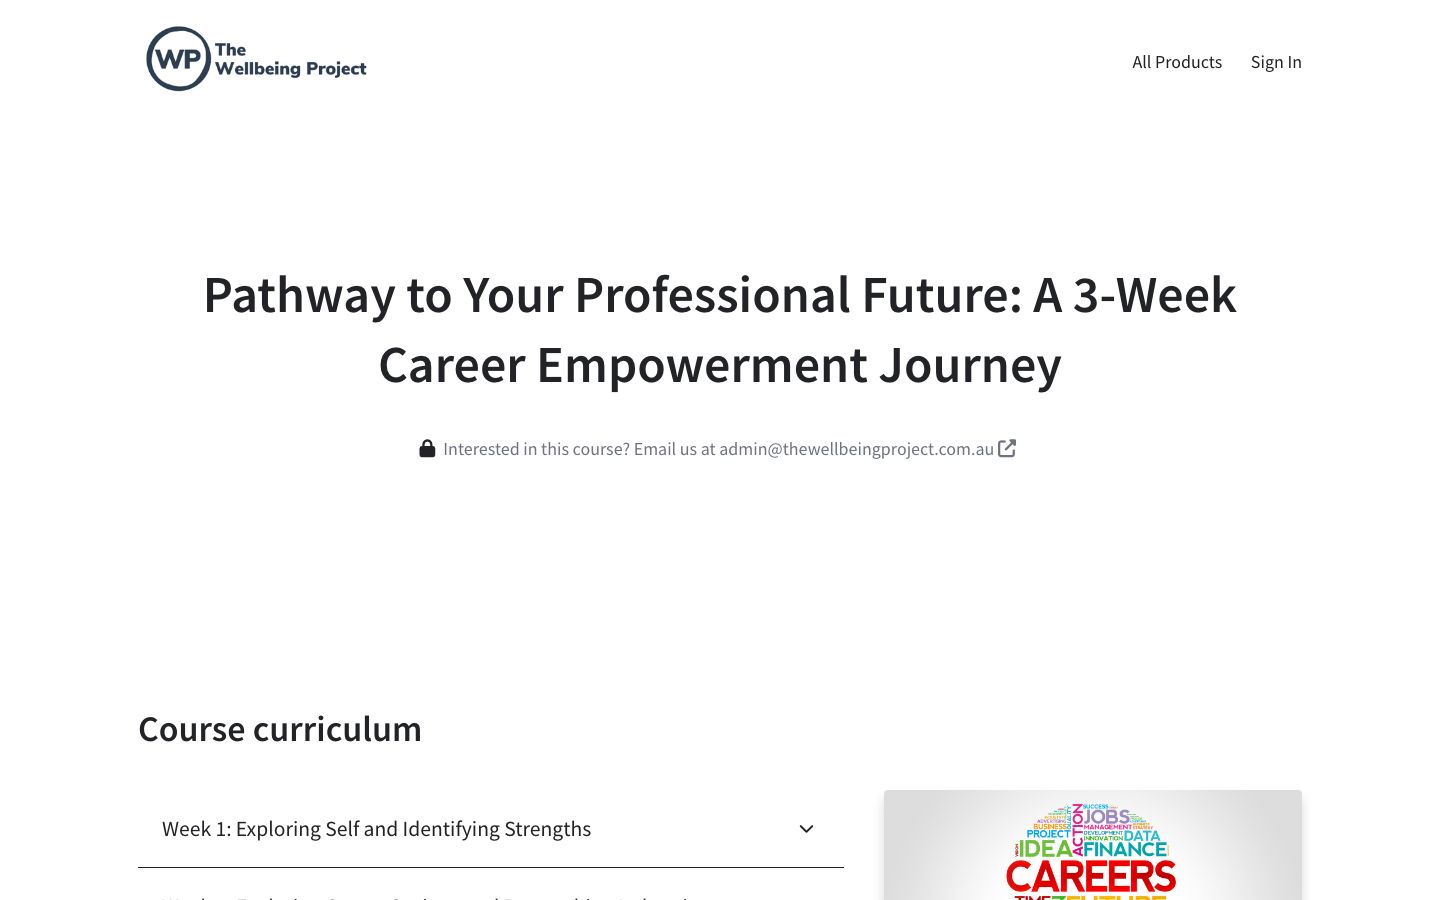 WP The
Wellbeing Project
All Products
Sign In
Pathway to Your Professional Future: A 3-Week
Career Empowerment Journey
Interested in this course? Email us at admin@thewellbeingproject.com.au
Course curriculum
Week 1: Exploring Self and Identifying Strengths
SUCCESS
ACTION
JOBS
BUSINESS
MANAGEMENT
PROJECT
DEVELOPMENT
INNOVATION
DATA
IDEA
FINANCE
CAREERS